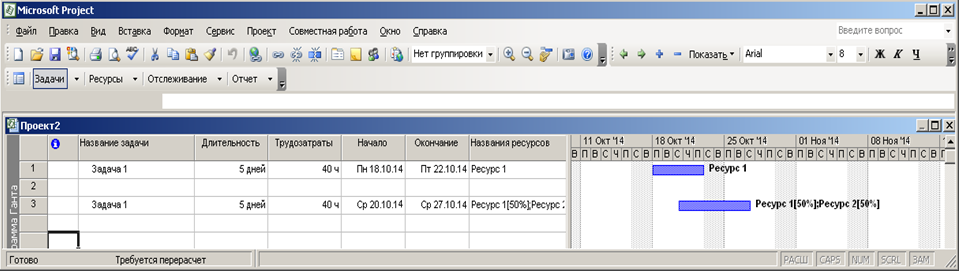 Microsoft Project
Файл Правка Вид Вставка Формат Сервис Проект Совместная работа Окно Справка Введите вопрос
Нет группировки Показать Arial 8 Ж К Ч
Задачи Ресурсы Отслеживание Отчет
Проект2
Название задачи Длительность Трудозатраты Начало Окончание Названия ресурсов 11 Окт '14 18 Окт '14 25 Окт '14 01 Ноя '14 08 Ноя '14
В П В С Ч П С В П В С Ч П С В П В С Ч П С В П В С Ч П С В П В С Ч П С В П
1 Задача 1 5 дней 40 ч Пн 18.10.14 Пт 22.10.14 Ресурс 1 Ресурс 1
2
3 Задача 1 5 дней 40 ч Ср 20.10.14 Ср 27.10.14 Ресурс 1[50%];Ресурс 2 Ресурс 1[50%];Ресурс 2[50%]
рамма Ганта
Готово Требуется перерасчет РАСШ CAPS NUM SCRL ЗАМ